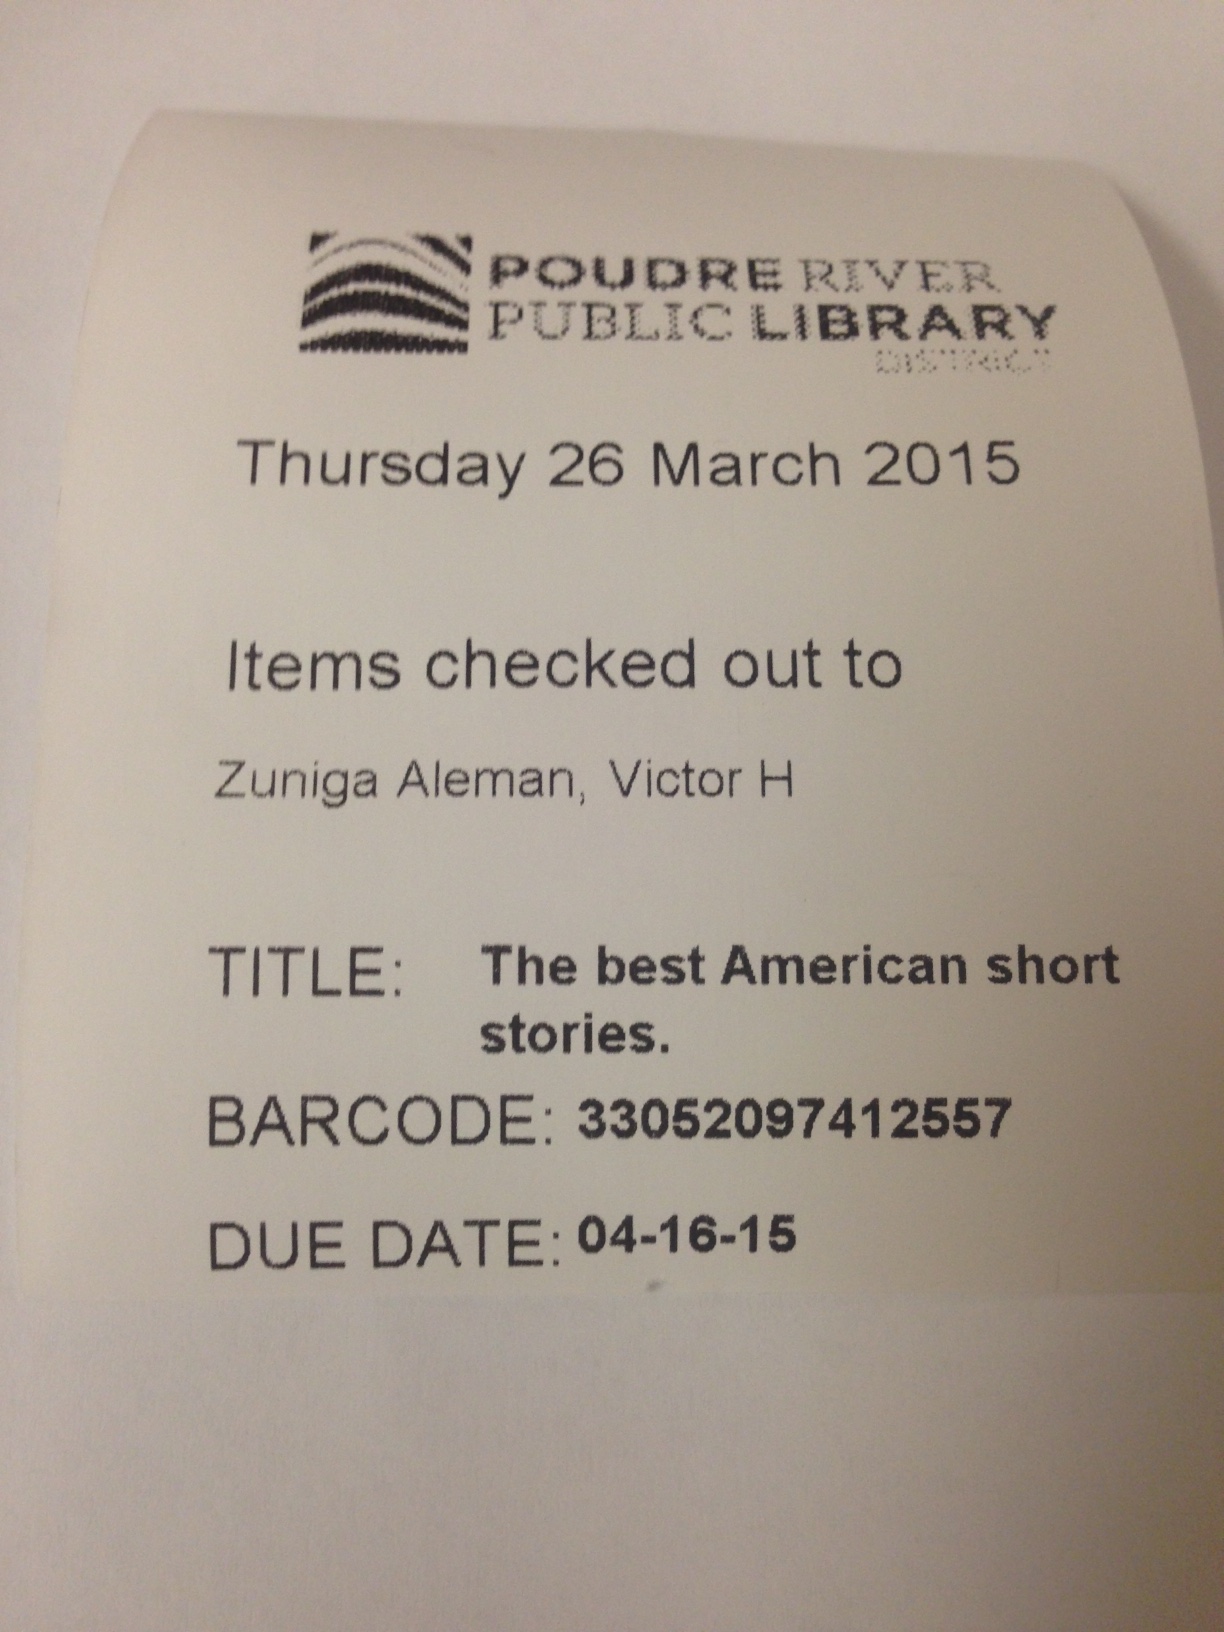 POUDRE RIVER
PUBLIC LIBRARY
DISTRICT
Thursday 26 March 2015
Items checked out to
Zuniga Aleman, Victor H
TITLE: The best American short
stories.
BARCODE: 33052097412557
DUE DATE: 04-16-15